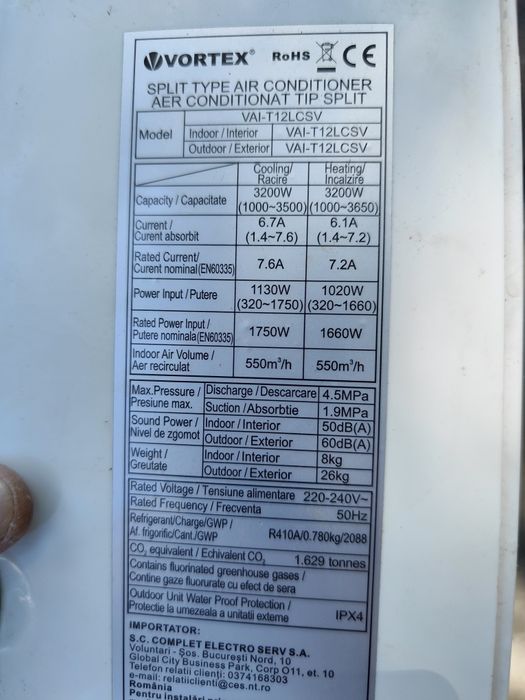 VORTEX® RoHS CE
SPLIT TYPE AIR CONDITIONER
AER CONDITIONAT TIP SPLIT
Model VAI-T12LCSV
Indoor / Interior VAI-T12LCSV
Outdoor / Exterior VAI-T12LCSV
Cooling/ Heating/
Racire Incalzire
Capacity / Capacitate 3200W 3200W
(1000~3500) (1000~3650)
Current / 6.7A 6.1A
Curent absorbit (1.4~7.6) (1.4~7.2)
Rated Current/
Curent nominal(EN60335) 7.6A 7.2A
Power Input / Putere 1130W 1020W
(320~1750) (320~1660)
Rated Power Input /
Putere nominala(EN60335) 1750W 1660W
Indoor Air Volume /
Aer recirculat 550m³/h 550m³/h
Max.Pressure / Discharge / Descarcare 4.5MPa
Presiune max. Suction /Absorbtie 1.9MPa
Sound Power / Indoor / Interior 50dB(A)
Nivel de zgomot Outdoor / Exterior 60dB(A)
Weight / Indoor / Interior 8kg
Greutate Outdoor / Exterior 26kg
Rated Voltage / Tensiune alimentare 220-240V~
Rated Frequency / Frecventa 50Hz
Refrigerant/Charge/GWP /
Af. frigorific/Cant./GWP R410A/0.780kg/2088
CO₂ equivalent / Echivalent CO₂ 1.629 tonnes
Contains fluorinated greenhouse gases /
Contine gaze fluorurate cu efect de sera
Outdoor Unit Water Proof Protection /
Protectie la umezeala a unitatii externe IPX4
IMPORTATOR:
S.C. COMPLET ELECTRO SERV S.A.
Voluntari - Șos. București Nord, 10
Global City Business Park, Corp O11, et. 10
Telefon relatii clienti: 0374168303
e-mail: relatiiclienti@ces.nt.ro
România